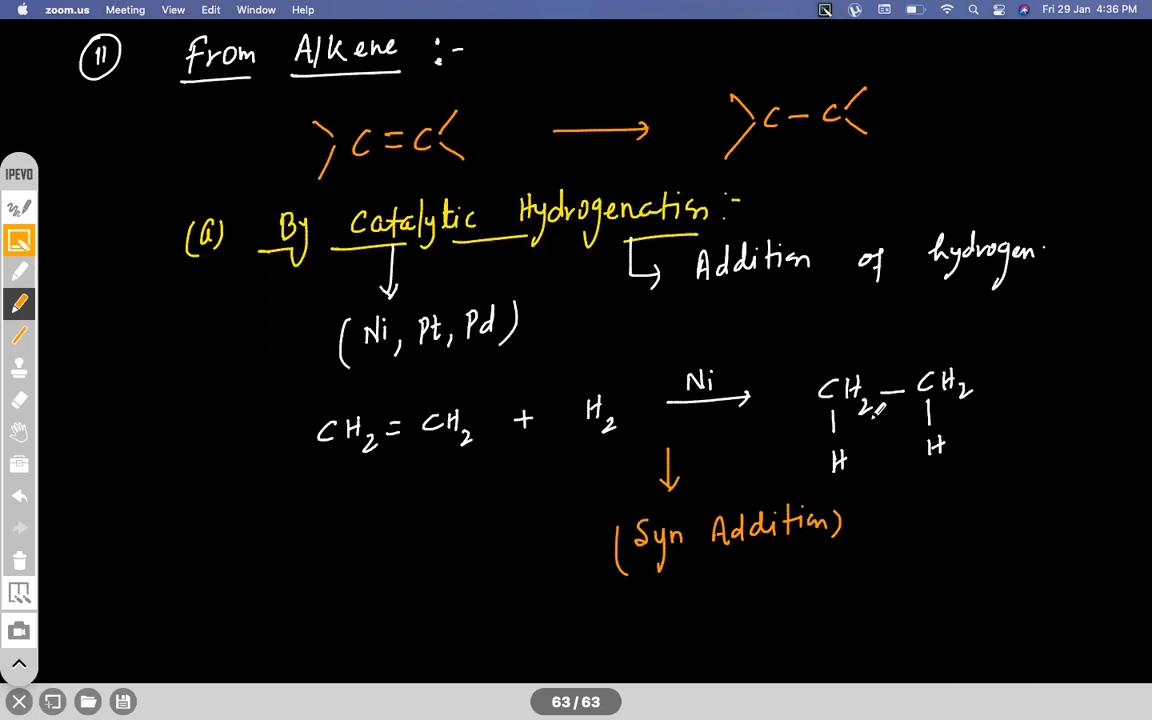 zoom.us Meeting View Edit Window Help Fri 29 Jan 4:36 PM
(11) From Alkene :-
>C=C< → >C-C<
(a) By Catalytic Hydrogenation :-
↳ Addition of hydrogen.
IPEVO
(Ni, Pt, Pd)
CH₂=CH₂ + H₂ Ni→ CH₂-CH₂
H H
(Syn Addition)
63/63